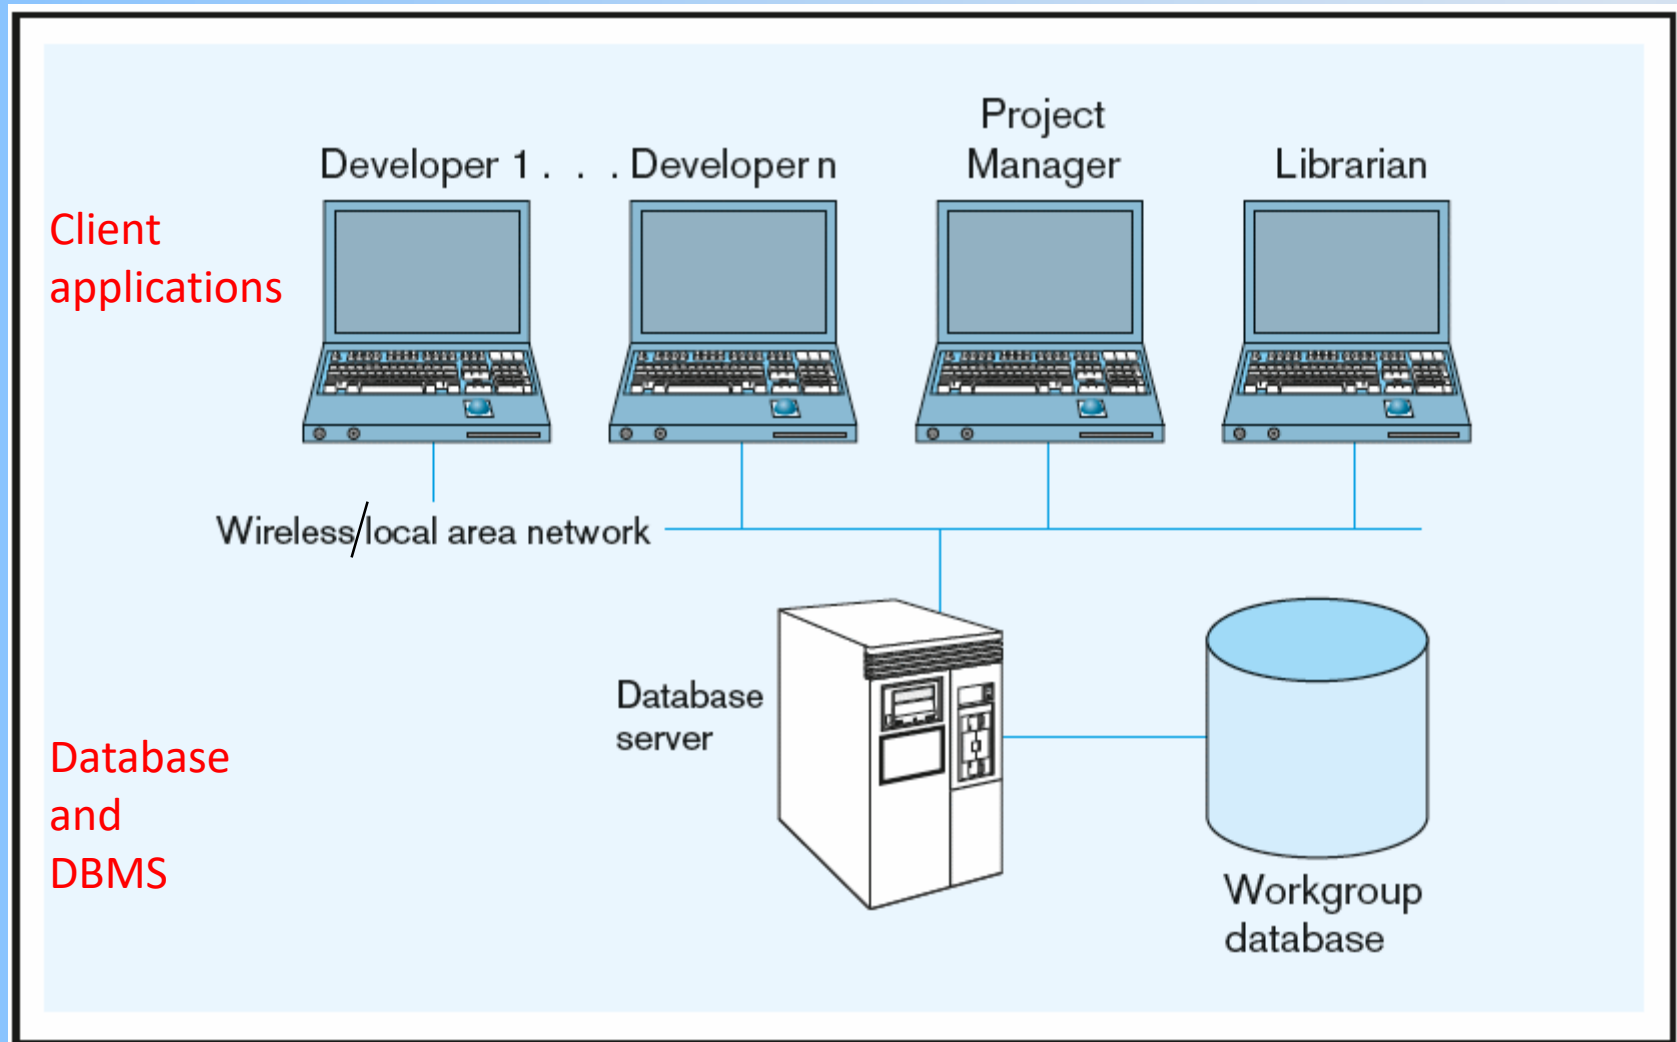 Project
Developer 1 . . . Developer n
Manager
Librarian
Client
applications
Wireless/local area network
Database
server
Database
and
DBMS
Workgroup
database